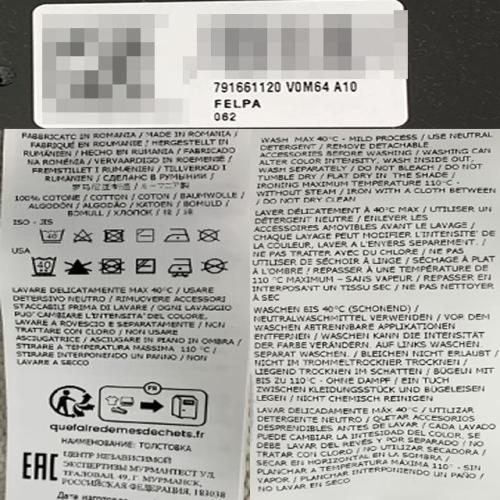 791661120 V0M64 A10
FELPA
062
FABBRICATO IN ROMANIA / MADE IN ROMANIA /
FABRIQUÉ EN ROUMANIE / HERGESTELLT IN
RUMÄNIEN / HECHO EN RUMANIA / FABRICADO
NA ROMÉNIA / VERVAARDIGD IN ROEMENIË /
FREMSTILLET I RUMÆNIEN / TILLVERKAD I
RUMÄNIEN / СДЕЛАНО В РУМЫНИИ /
100% COTONE / COTTON / COTON / BAUMWOLLE /
ALGODÓN / ALGODÃO / KATOEN / BOMULD /
BOMULL / ХЛОПОК / 棉 / 綿
ISO - JIS
USA
LAVARE DELICATAMENTE MAX 40°C / USARE
DETERSIVO NEUTRO / RIMUOVERE ACCESSORI
STACCABILI PRIMA DI LAVARE / OGNI LAVAGGIO
PUO' CAMBIARE L'INTENSITA' DEL COLORE,
LAVARE A ROVESCIO E SEPARATAMENTE / NON
TRATTARE CON CLORO / NON USARE
ASCIUGATRICE / ASCIUGARE IN PIANO IN OMBRA /
STIRARE A TEMPERATURA MASSIMA 110 °C /
STIRARE INTERPONENDO UN PANNO / NON
LAVARE A SECCO
FR
quefairedemesdechets.fr
НАИМЕНОВАНИЕ: ТОЛСТОВКА
EAC
ЦЕНТР НЕЗАВИСИМОЙ
ЭКСПЕРТИЗЫ МУРМАНТЕСТ УЛ.
ТРАЛОВАЯ 49, Г. МУРМАНСК,
РОССИЙСКАЯ ФЕДЕРАЦИЯ, 183038
WASH MAX 40°C - MILD PROCESS / USE NEUTRAL
DETERGENT / REMOVE DETACHABLE
ACCESSORIES BEFORE WASHING / WASHING CAN
ALTER COLOR INTENSITY, WASH INSIDE OUT,
WASH SEPARATELY / DO NOT BLEACH / DO NOT
TUMBLE DRY / FLAT DRY IN THE SHADE /
IRONING MAXIMUM TEMPERATURE 110°C -
WITHOUT STEAM / IRON WITH A CLOTH BETWEEN
/ DO NOT DRY CLEAN
LAVER DELICATEMENT À 40°C MAX / UTILISER UN
DÉTERGENT NEUTRE / ENLEVER LES
ACCESSOIRES AMOVIBLES AVANT LE LAVAGE /
CHAQUE LAVAGE PEUT MODIFIER L'INTENSITE' DE
LA COULEUR, LAVER A L'ENVERS SEPAREMENT. /
NE PAS TRAITER AVEC DU CHLORE / NE PAS
UTILISER DE SÉCHOIR À LINGE / SÉCHAGE À PLAT
À L'OMBRE / REPASSER À UNE TEMPÉRATURE DE
110 °C MAXIMUM - SANS VAPEUR / REPASSER EN
INTERPOSANT UN TISSU SEC / NE PAS NETTOYER
À SEC
WASCHEN BIS 40°C (SCHONEND) /
NEUTRALWASCHMITTEL VERWENDEN / VOR DEM
WASCHEN ABTRENNBARE APPLIKATIONEN
ENTFERNEN / WASCHEN KANN DIE INTENSITÄT
DER FARBE VERÄNDERN. AUF LINKS WASCHEN,
SEPARAT WASCHEN. / BLEICHEN NICHT ERLAUBT /
NICHT IM TROMMELTROCKNER TROCKNEN /
LIEGEND TROCKNEN IM SCHATTEN / BÜGELN MIT
BIS ZU 110°C - OHNE DAMPF / EIN TUCH
ZWISCHEN KLEIDUNGSSTÜCK UND BÜGELEISEN
LEGEN / NICHT CHEMISCH REINIGEN
LAVAR DELICADAMENTE MÁX 40°C / UTILIZAR
DETERGENTE NEUTRO / QUITAR ACCESORIOS
DESPRENDIBLES ANTES DE LAVAR / CADA LAVADO
PUEDE CAMBIAR LA INTESIDAD DEL COLOR, SE
DEBE LAVAR DEL REVÉS Y POR SEPARADO / NO
TRATAR CON CLORO / NO UTILIZAR SECADORA /
SECAR EN HORIZONTAL EN LA SOMBRA /
PLANCHAR A TEMPERATURA MÁXIMA 110° - SIN
VAPOR / PLANCHAR INTERPONIENDO UN PAÑO /
NO LAVAR EN SECO